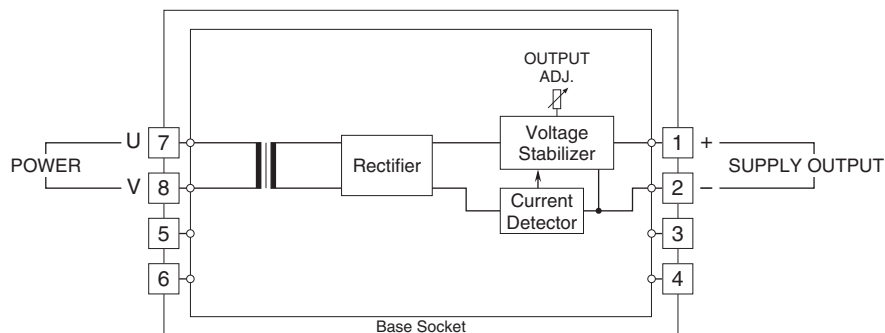 OUTPUT
ADJ.
POWER
U
7
V
8
5
6
Rectifier
Voltage
Stabilizer
Current
Detector
1
+
2
–
3
4
SUPPLY OUTPUT
Base Socket